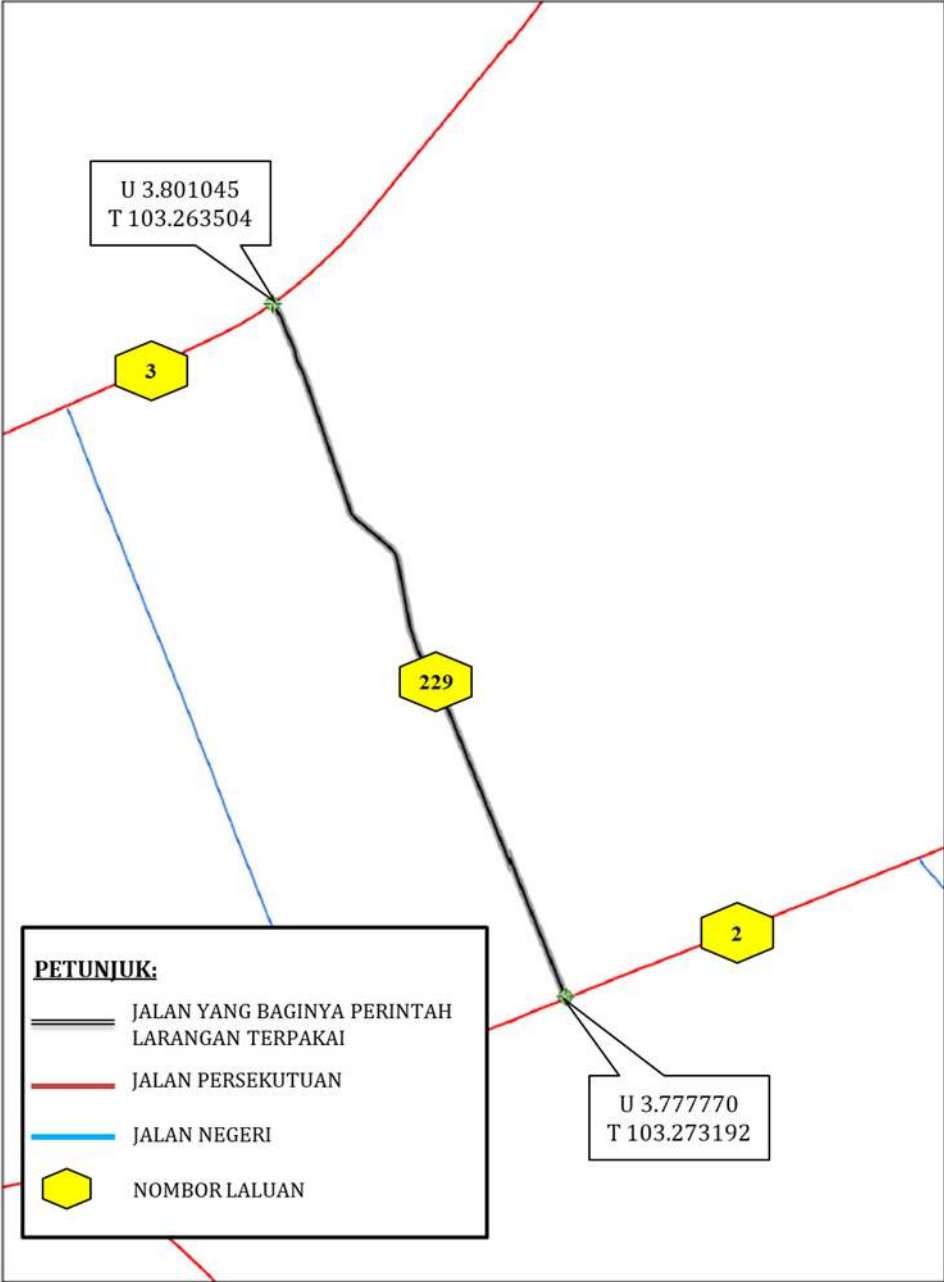 U 3.801045
T 103.263504
3
229
2
PETUNJUK:
JALAN YANG BAGINYA PERINTAH
LARANGAN TERPAKAI
JALAN PERSEKUTUAN
JALAN NEGERI
NOMBOR LALUAN
U 3.777770
T 103.273192